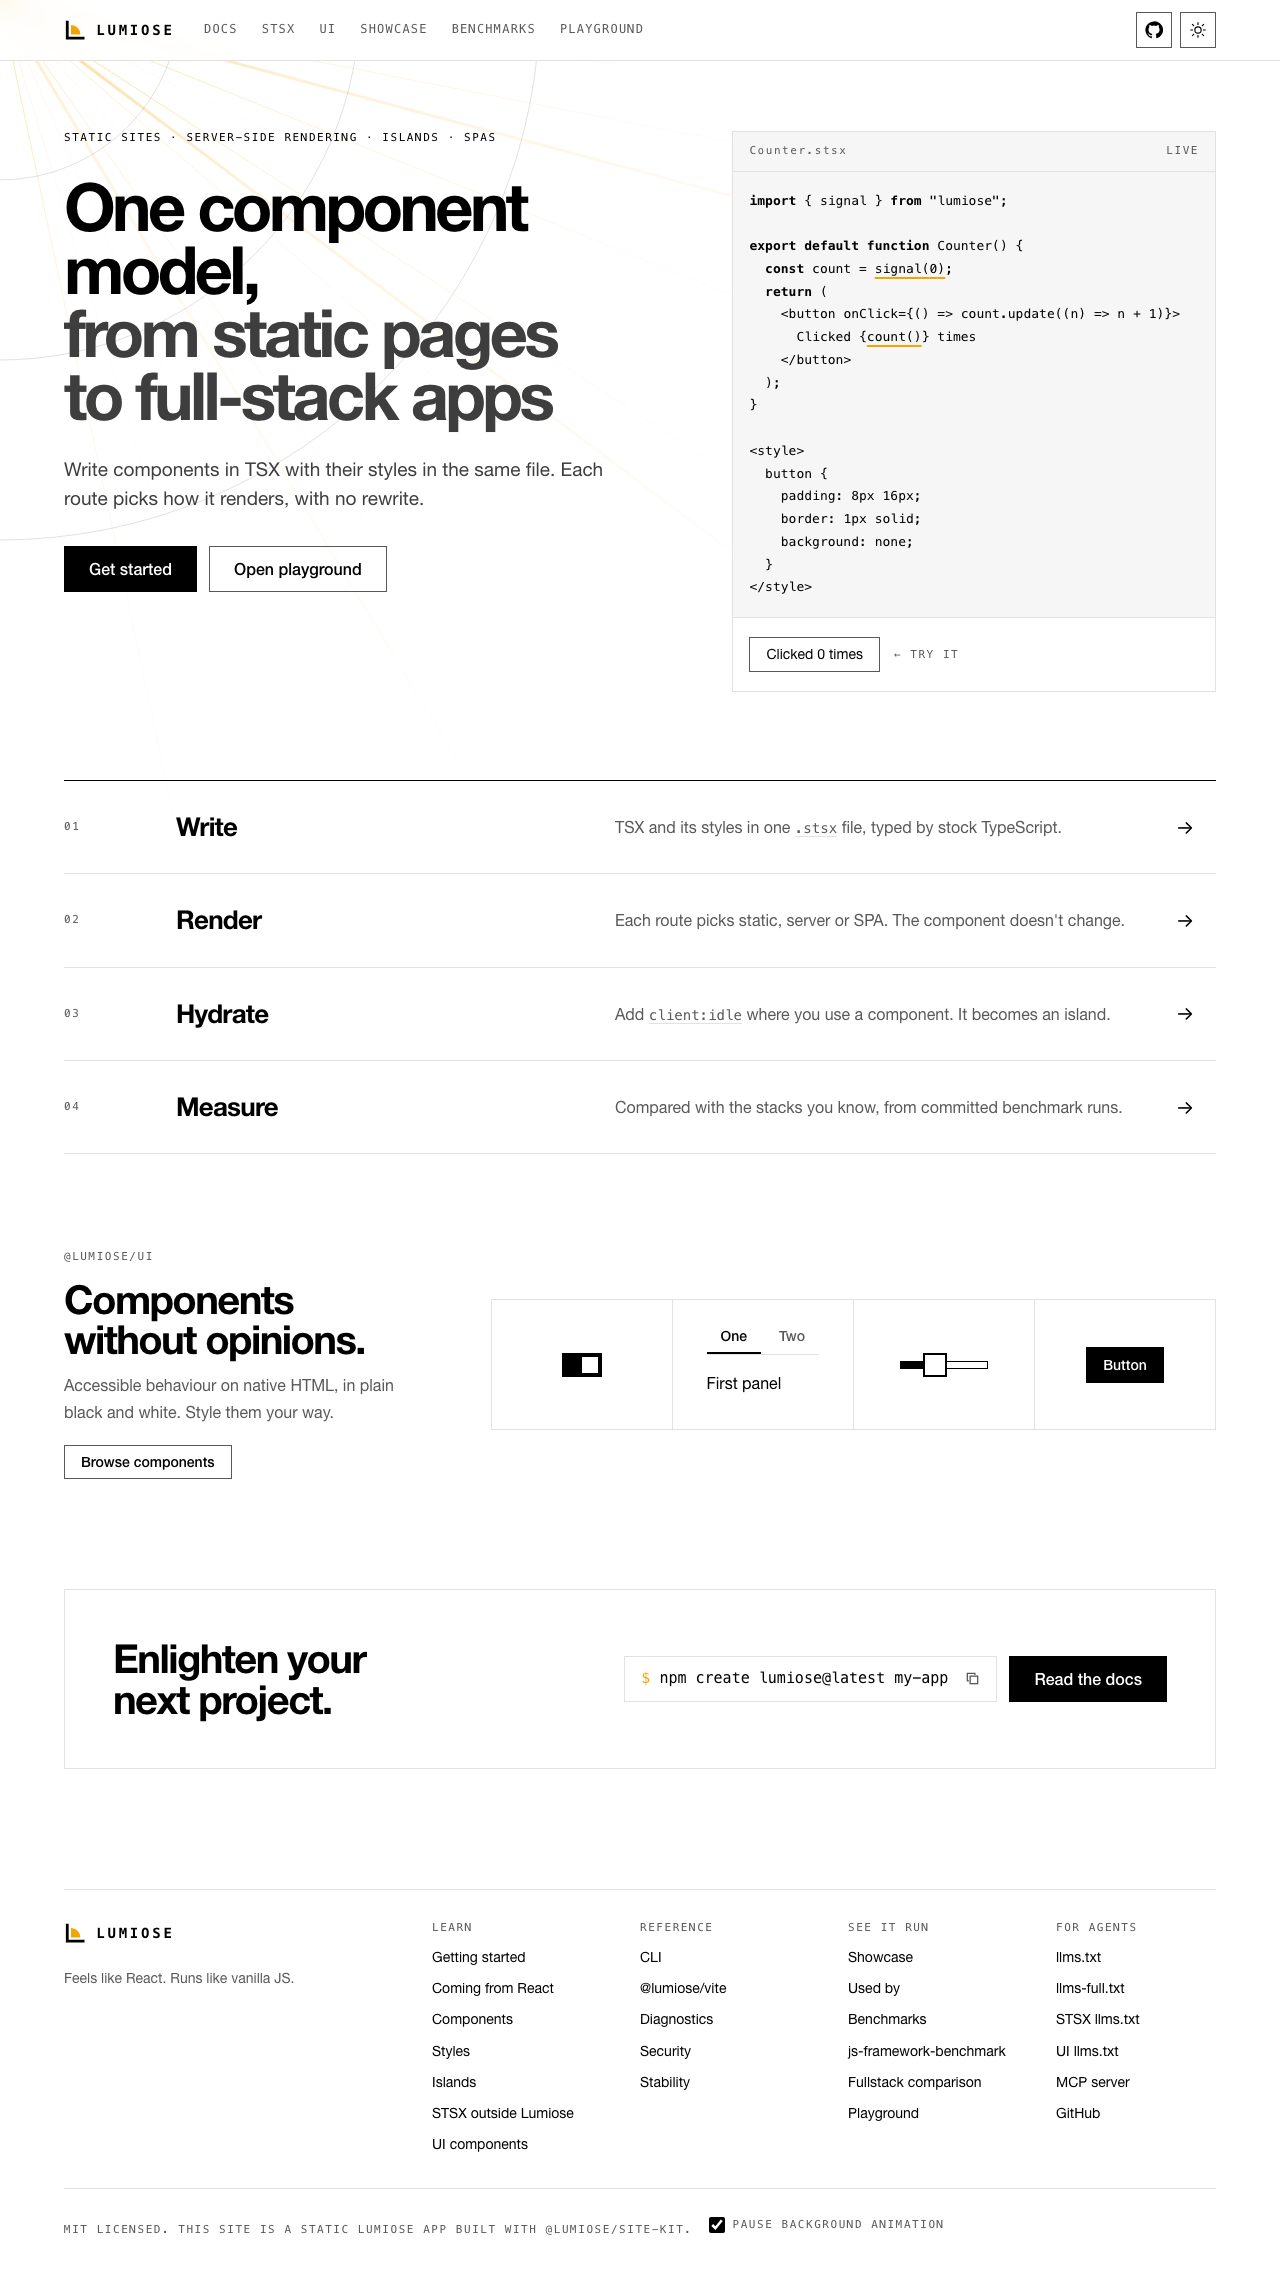 LUMIOSE DOCS STSX UI SHOWCASE BENCHMARKS PLAYGROUND
STATIC SITES · SERVER-SIDE RENDERING · ISLANDS · SPAS
One component
model,
from static pages
to full-stack apps
Write components in TSX with their styles in the same file. Each
route picks how it renders, with no rewrite.
Get started Open playground
Counter.stsx LIVE
import { signal } from "lumiose";
export default function Counter() {
const count = signal(0);
return (
<button onClick={() => count.update((n) => n + 1)}>
Clicked {count()} times
</button>
);
}
<style>
button {
padding: 8px 16px;
border: 1px solid;
background: none;
}
</style>
Clicked 0 times ← TRY IT
01 Write TSX and its styles in one .stsx file, typed by stock TypeScript. →
02 Render Each route picks static, server or SPA. The component doesn't change. →
03 Hydrate Add client:idle where you use a component. It becomes an island. →
04 Measure Compared with the stacks you know, from committed benchmark runs. →
@LUMIOSE/UI
Components
without opinions.
Accessible behaviour on native HTML, in plain
black and white. Style them your way.
Browse components
One Two
First panel
Button
Enlighten your
next project.
$ npm create lumiose@latest my-app
Read the docs
LUMIOSE
Feels like React. Runs like vanilla JS.
LEARN
Getting started
Coming from React
Components
Styles
Islands
STSX outside Lumiose
UI components
REFERENCE
CLI
@lumiose/vite
Diagnostics
Security
Stability
SEE IT RUN
Showcase
Used by
Benchmarks
js-framework-benchmark
Fullstack comparison
Playground
FOR AGENTS
llms.txt
llms-full.txt
STSX llms.txt
UI llms.txt
MCP server
GitHub
MIT LICENSED. THIS SITE IS A STATIC LUMIOSE APP BUILT WITH @LUMIOSE/SITE-KIT. PAUSE BACKGROUND ANIMATION